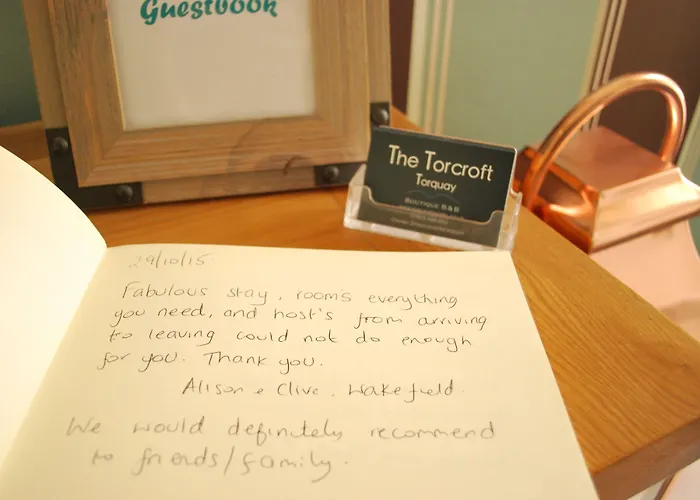 Guestbook
The Torcroft
Torquay
BOUTIQUE B&B
29/10/15
Fabulous stay, rooms everything
you need, and host's from arriving
to leaving could not do enough
for you. Thank you.
Alison & Clive. Wakefield.
We would definitely recommend
to friends/family.